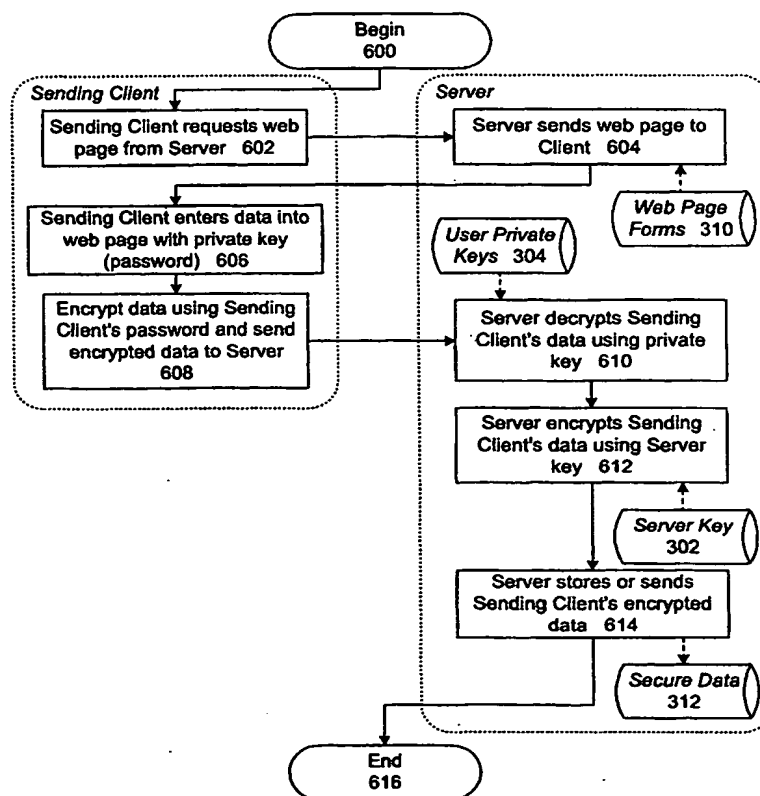 Begin
600
Sending Client
Server
Sending Client requests web
page from Server 602
Server sends web page to
Client 604
Web Page
Forms 310
Sending Client enters data into
web page with private key
(password) 606
User Private
Keys 304
Encrypt data using Sending
Client's password and send
encrypted data to Server
608
Server decrypts Sending
Client's data using private
key 610
Server encrypts Sending
Client's data using Server
key 612
Server Key
302
Server stores or sends
Sending Client's encrypted
data 614
Secure Data
312
End
616